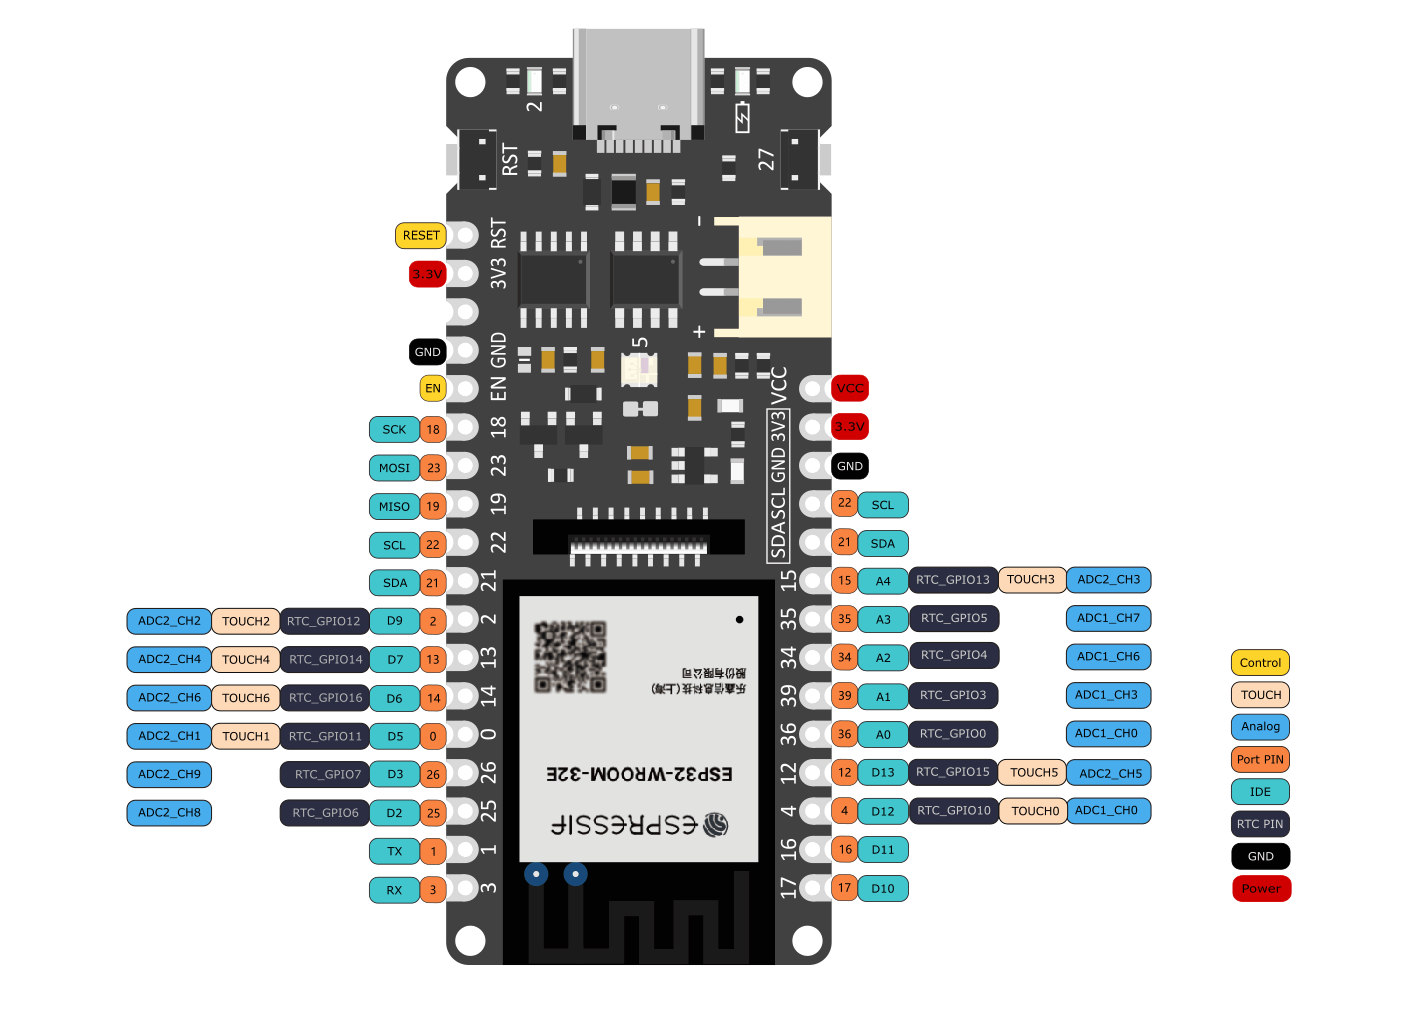 2
RST
27
RESET RST
3.3V 3V3
GND GND
EN EN
SCK 18 18
MOSI 23 23
MISO 19 19
SCL 22 22
SDA 21 21
ADC2_CH2 TOUCH2 RTC_GPIO12 D9 2 2
ADC2_CH4 TOUCH4 RTC_GPIO14 D7 13 13
ADC2_CH6 TOUCH6 RTC_GPIO16 D6 14 14
ADC2_CH1 TOUCH1 RTC_GPIO11 D5 0 0
ADC2_CH9 RTC_GPIO7 D3 26 26
ADC2_CH8 RTC_GPIO6 D2 25 25
TX 1 1
RX 3 3
-
+
5
VCC VCC
3V3 3.3V
GND GND
SCL 22 SCL
SDA 21 SDA
15 15 A4 RTC_GPIO13 TOUCH3 ADC2_CH3
35 35 A3 RTC_GPIO5 ADC1_CH7
34 34 A2 RTC_GPIO4 ADC1_CH6
39 39 A1 RTC_GPIO3 ADC1_CH3
36 36 A0 RTC_GPIO0 ADC1_CH0
12 12 D13 RTC_GPIO15 TOUCH5 ADC2_CH5
4 4 D12 RTC_GPIO10 TOUCH0 ADC1_CH0
16 16 D11
17 17 D10
ESPRESSIF
ESP32-WROOM-32E
乐鑫信息科技(上海)
股份有限公司
Control
TOUCH
Analog
Port PIN
IDE
RTC PIN
GND
Power